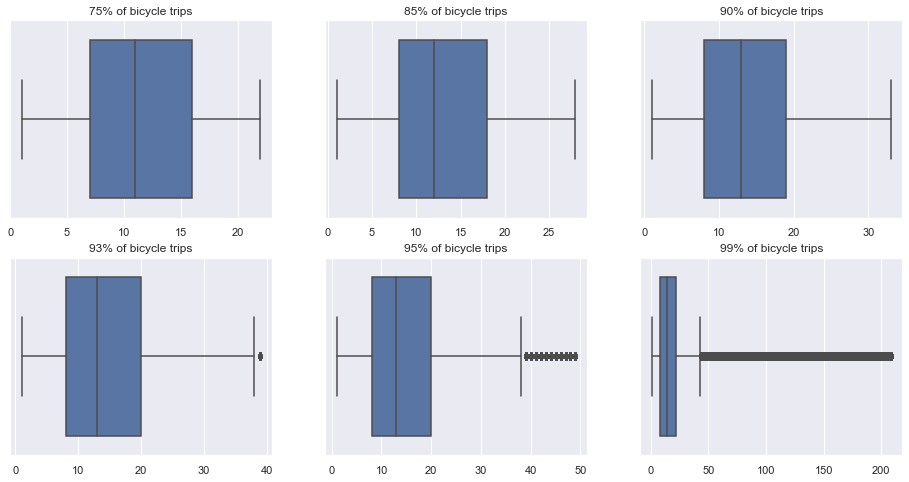 75% of bicycle trips
85% of bicycle trips
90% of bicycle trips
0 5 10 15 20
0 5 10 15 20 25
0 10 20 30
93% of bicycle trips
95% of bicycle trips
99% of bicycle trips
0 10 20 30 40
0 10 20 30 40 50
0 50 100 150 200